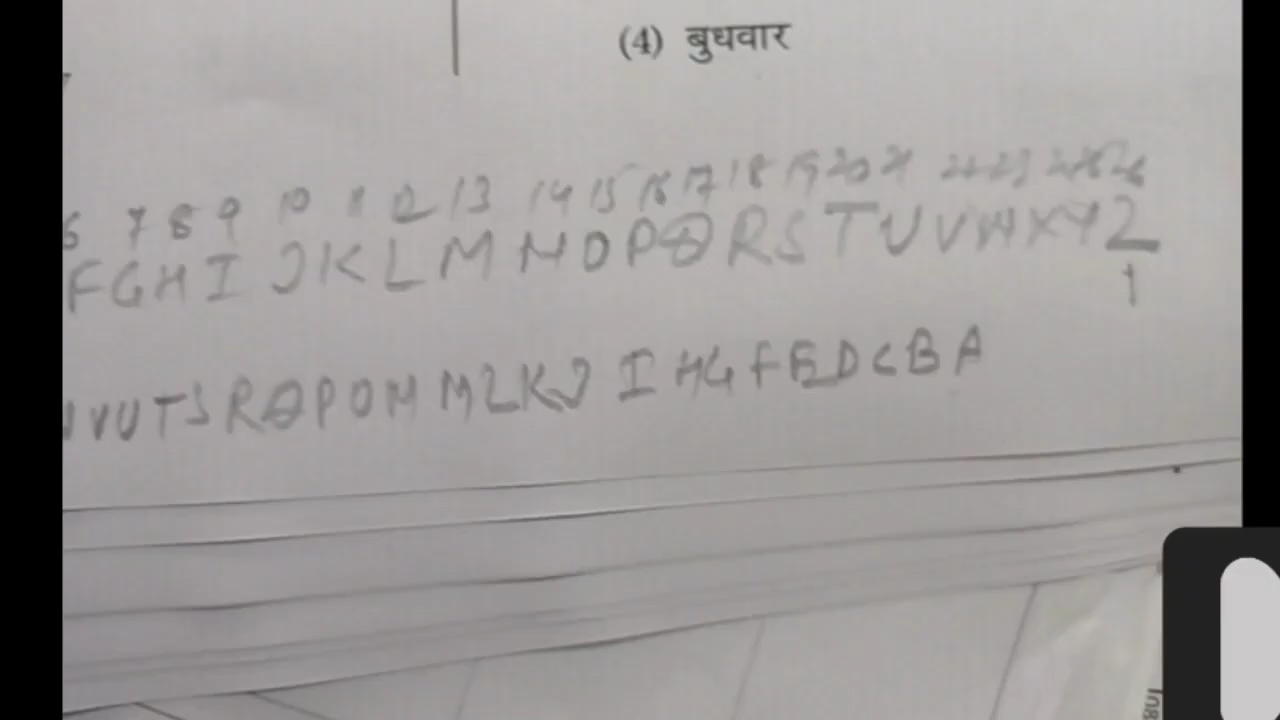 (4) बुधवार
6 7 8 9 10 11 12 13 14 15 16 17 18 19 20 21 22 23 24 25 26
F G H I J K L M N O P Q R S T U V W X Y Z
1
V U T S R Q P O N M L K J I H G F E D C B A